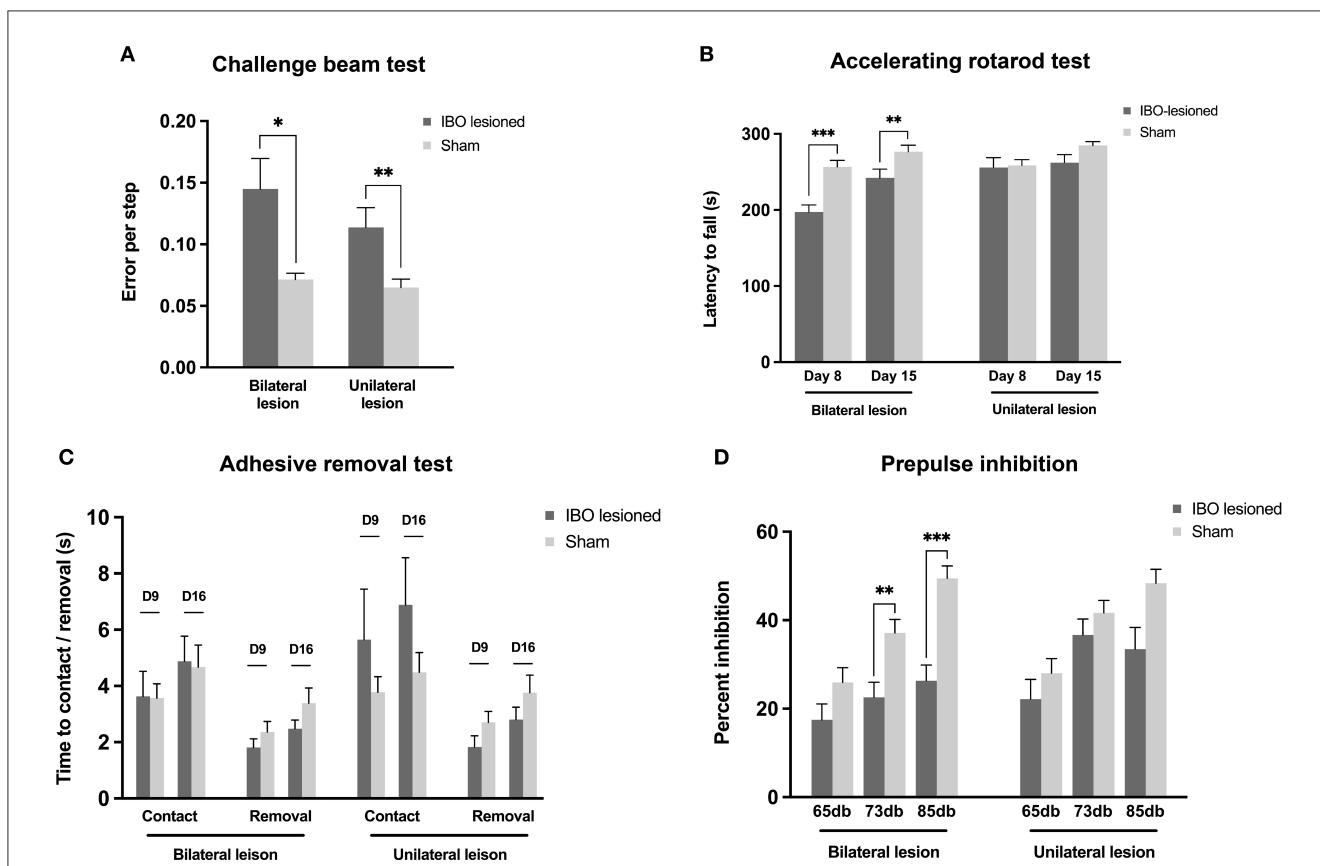 A
Challenge beam test
IBO lesioned
Sham
*
**
0.20
0.15
0.10
0.05
0.00
Error per step
Bilateral
lesion
Unilateral
lesion
B
Accelerating rotarod test
IBO-lesioned
Sham
***
**
300
200
100
0
Latency to fall (s)
Day 8 Day 15 Day 8 Day 15
Bilateral lesion Unilateral lesion
C
Adhesive removal test
IBO lesioned
Sham
10
8
6
4
2
0
Time to contact / removal (s)
D9 D16 D9 D16 D9 D16 D9 D16
Contact Removal Contact Removal
Bilateral leison Unilateral leison
D
Prepulse inhibition
IBO lesioned
Sham
**
***
60
40
20
0
Percent inhibition
65db 73db 85db 65db 73db 85db
Bilateral lesion Unilateral lesion